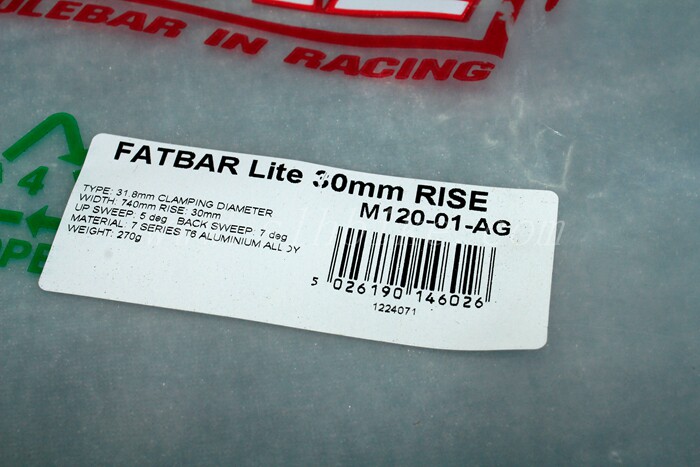 DLEBAR IN RACING
4
OPE
FATBAR Lite 30mm RISE
M120-01-AG
TYPE: 31.8mm CLAMPING DIAMETER
WIDTH: 740mm RISE: 30mm
UP SWEEP: 5 deg BACK SWEEP: 7 deg
MATERIAL: 7 SERIES T6 ALUMINIUM ALLOY
WEIGHT: 270g
5 026190 146026
1224071